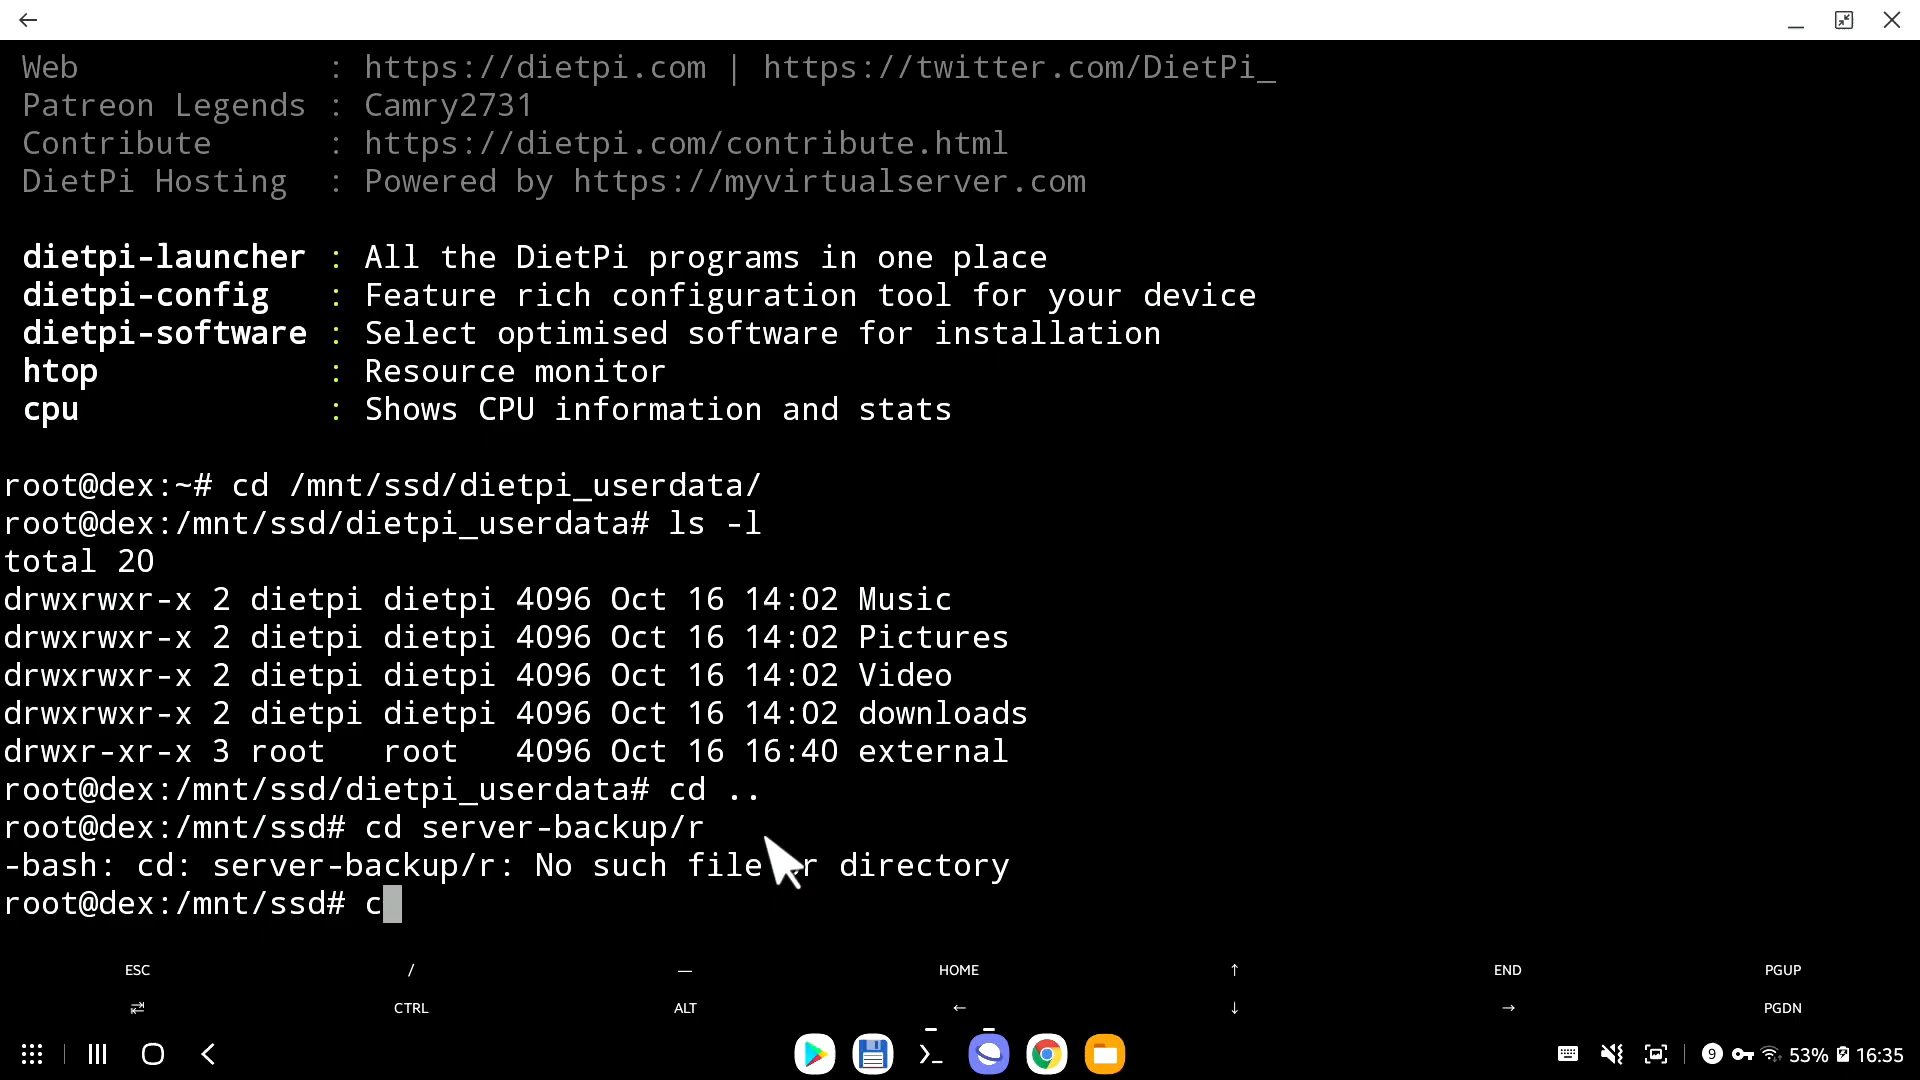 Web : https://dietpi.com | https://twitter.com/DietPi_
Patreon Legends : Camry2731
Contribute : https://dietpi.com/contribute.html
DietPi Hosting : Powered by https://myvirtualserver.com
dietpi-launcher : All the DietPi programs in one place
dietpi-config : Feature rich configuration tool for your device
dietpi-software : Select optimised software for installation
htop : Resource monitor
cpu : Shows CPU information and stats
root@dex:~# cd /mnt/ssd/dietpi_userdata/
root@dex:/mnt/ssd/dietpi_userdata# ls -l
total 20
drwxrwxr-x 2 dietpi dietpi 4096 Oct 16 14:02 Music
drwxrwxr-x 2 dietpi dietpi 4096 Oct 16 14:02 Pictures
drwxrwxr-x 2 dietpi dietpi 4096 Oct 16 14:02 Video
drwxrwxr-x 2 dietpi dietpi 4096 Oct 16 14:02 downloads
drwxr-xr-x 3 root root 4096 Oct 16 16:40 external
root@dex:/mnt/ssd/dietpi_userdata# cd ..
root@dex:/mnt/ssd# cd server-backup/r
-bash: cd: server-backup/r: No such file r directory
root@dex:/mnt/ssd# c
ESC / — HOME ↑ END PGUP
⇄ CTRL ALT ← ↓ → PGDN
9 53% 16:35